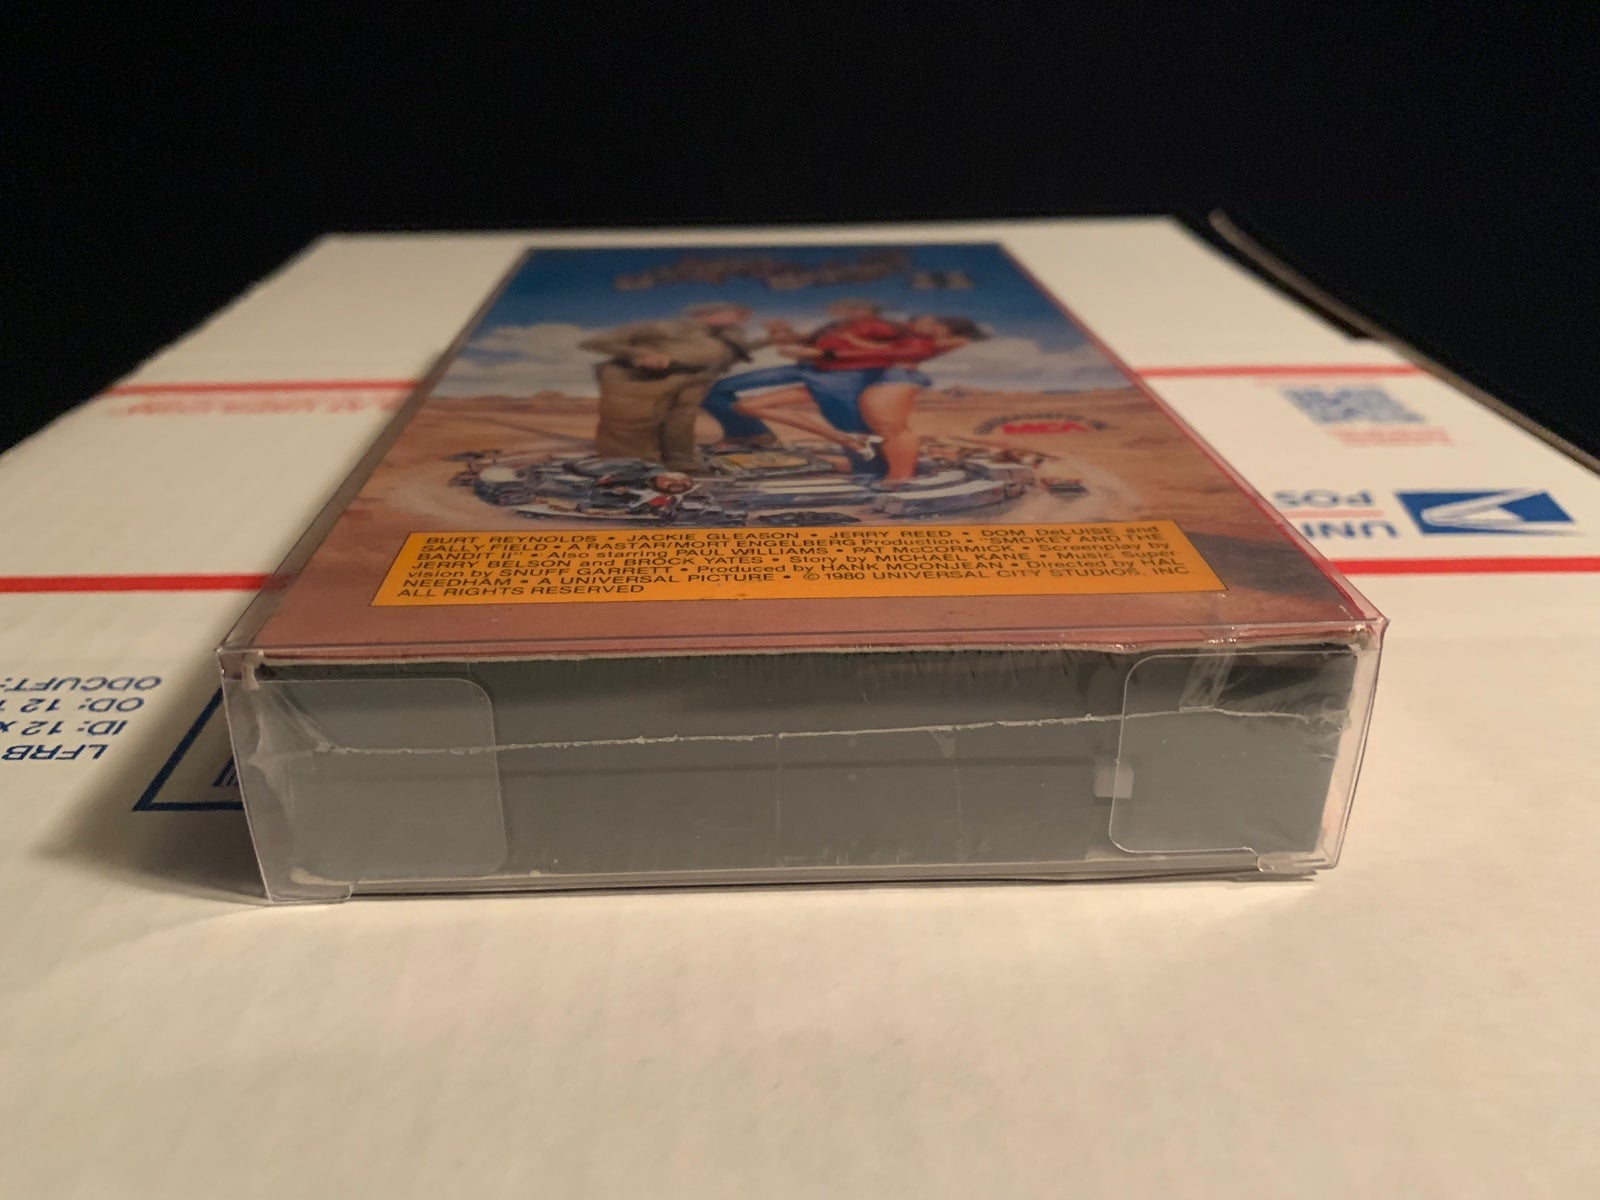 II
MCA
BURT REYNOLDS • JACKIE GLEASON • JERRY REED • DOM DeLUISE and
SALLY FIELD • A RASTAR/MORT ENGELBERG Production • "SMOKEY AND THE
BANDIT II" • Also starring PAUL WILLIAMS • PAT McCORMICK • Screenplay by
JERRY BELSON and BROCK YATES • Story by MICHAEL KANE • Music Super-
vision by SNUFF GARRETT • Produced by HANK MOONJEAN • Directed by HAL
NEEDHAM • A UNIVERSAL PICTURE • © 1980 UNIVERSAL CITY STUDIOS, INC.
ALL RIGHTS RESERVED
UNI
POS
LFRB
ID: 12 x
OD: 12
ODCUFT: